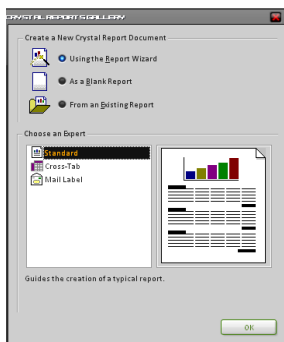 CRYSTAL REPORTS GALLERY
Create a New Crystal Report Document
Using the Report Wizard
As a Blank Report
From an Existing Report
Choose an Expert
Standard
Cross-Tab
Mail Label
Guides the creation of a typical report.
OK